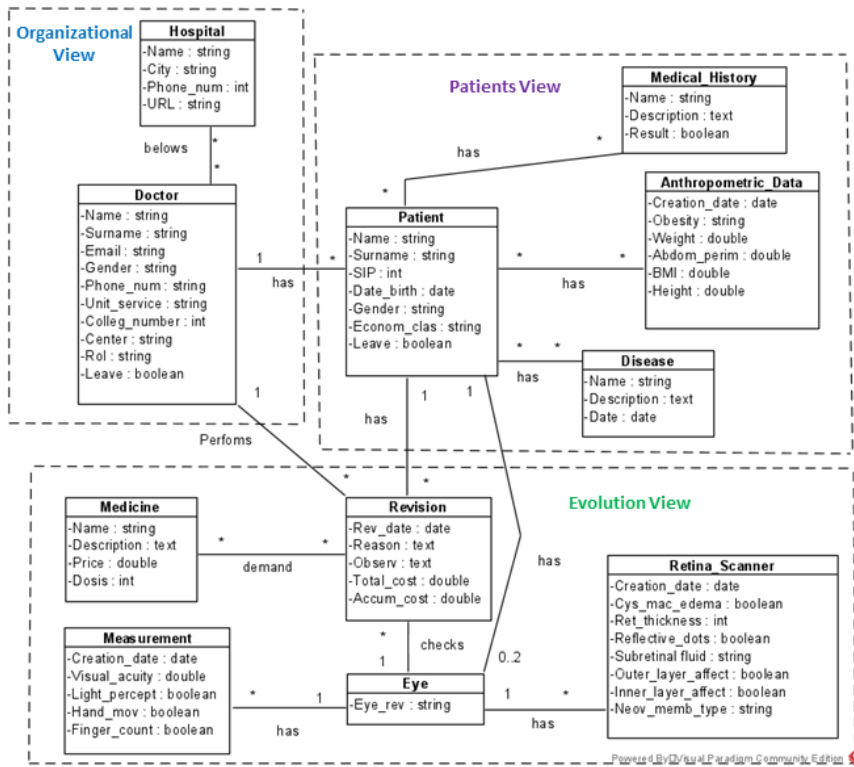 Organizational
View
Hospital
-Name : string
-City : string
-Phone_num : int
-URL : string
*
belows
*
Doctor
-Name : string
-Surname : string
-Email : string
-Gender : string
-Phone_num : string
-Unit_service : string
-Colleg_number : int
-Center : string
-Rol : string
-Leave : boolean
1
has
*
1
Perfoms
*
Patients View
Medical_History
-Name : string
-Description : text
-Result : boolean
*
has
*
Patient
-Name : string
-Surname : string
-SIP : int
-Date_birth : date
-Gender : string
-Econom_clas : string
-Leave : boolean
Anthropometric_Data
-Creation_date : date
-Obesity : string
-Weight : double
-Abdom_perim : double
-BMI : double
-Height : double
*
*
has
*
*
has
Disease
-Name : string
-Description : text
-Date : date
1
has
*
1
has
0..2
Evolution View
Medicine
-Name : string
-Description : text
-Price : double
-Dosis : int
*
*
demand
Revision
-Rev_date : date
-Reason : text
-Observ : text
-Total_cost : double
-Accum_cost : double
*
checks
1
Measurement
-Creation_date : date
-Visual_acuity : double
-Light_percept : boolean
-Hand_mov : boolean
-Finger_count : boolean
*
1
has
Eye
-Eye_rev : string
1
*
has
Retina_Scanner
-Creation_date : date
-Cys_mac_edema : boolean
-Ret_thickness : int
-Reflective_dots : boolean
-Subretinal fluid : string
-Outer_layer_affect : boolean
-Inner_layer_affect : boolean
-Neov_memb_type : string
Powered By Visual Paradigm Community Edition